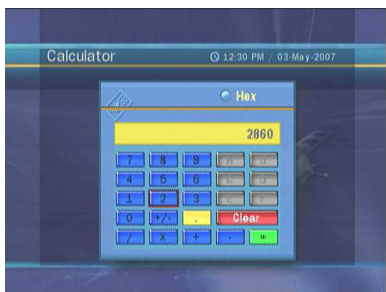 Calculator
12:30 PM / 03-May-2007
Hex
2860
7 8 9 A B
4 5 6 C D
1 2 3 E F
0 +/- . Clear
/ X + - =